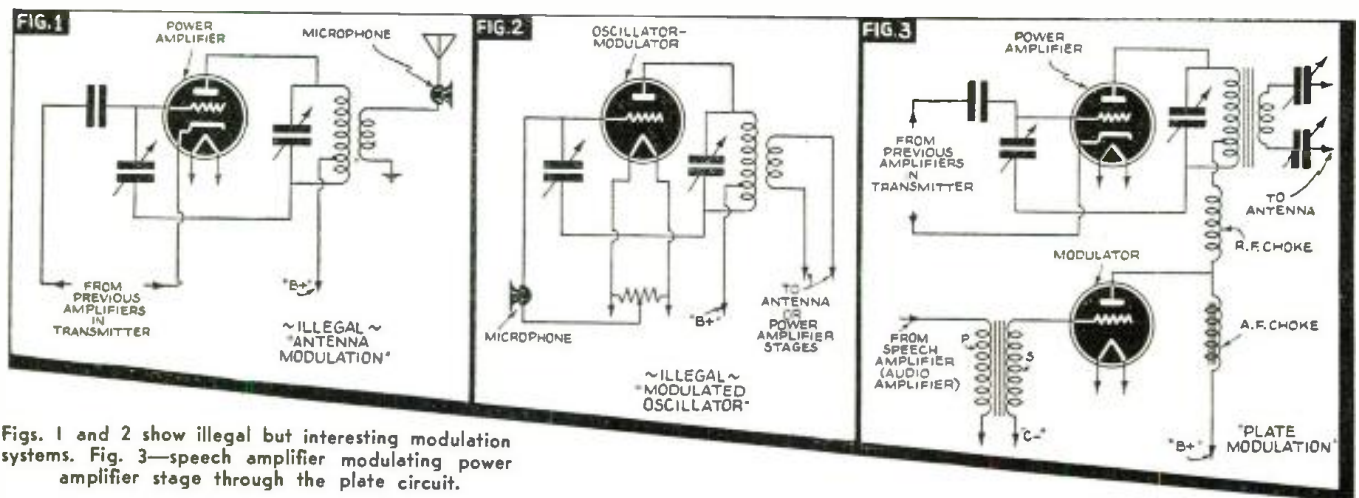 FIG.1
POWER
AMPLIFIER
MICROPHONE
FROM
PREVIOUS
AMPLIFIERS
IN
TRANSMITTER
"B+"
~ILLEGAL~
"ANTENNA
MODULATION"
FIG.2
OSCILLATOR-
MODULATOR
MICROPHONE
"B+"
TO
ANTENNA
OR
POWER
AMPLIFIER
STAGES
~ILLEGAL~
"MODULATED
OSCILLATOR"
FIG.3
POWER
AMPLIFIER
FROM
PREVIOUS
AMPLIFIERS
IN
TRANSMITTER
TO
ANTENNA
R.F. CHOKE
MODULATOR
A.F. CHOKE
FROM
SPEECH
AMPLIFIER
(AUDIO
AMPLIFIER)
P
S
"C-"
"B+"
"PLATE
MODULATION"
Figs. 1 and 2 show illegal but interesting modulation
systems. Fig. 3—speech amplifier modulating power
amplifier stage through the plate circuit.